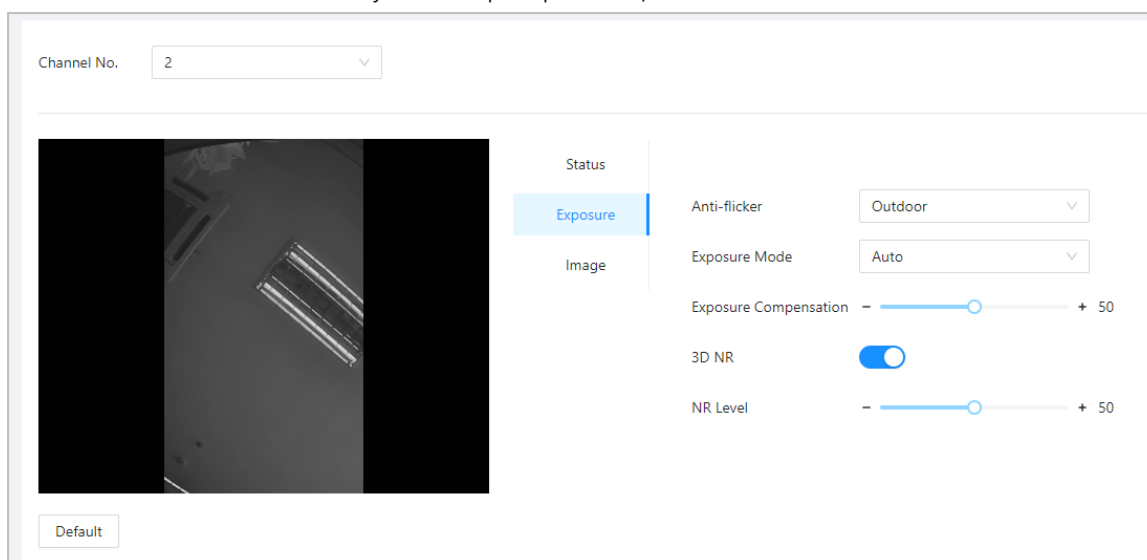 Channel No. 2
Status
Exposure
Image
Anti-flicker Outdoor
Exposure Mode Auto
Exposure Compensation - + 50
3D NR
NR Level - + 50
Default